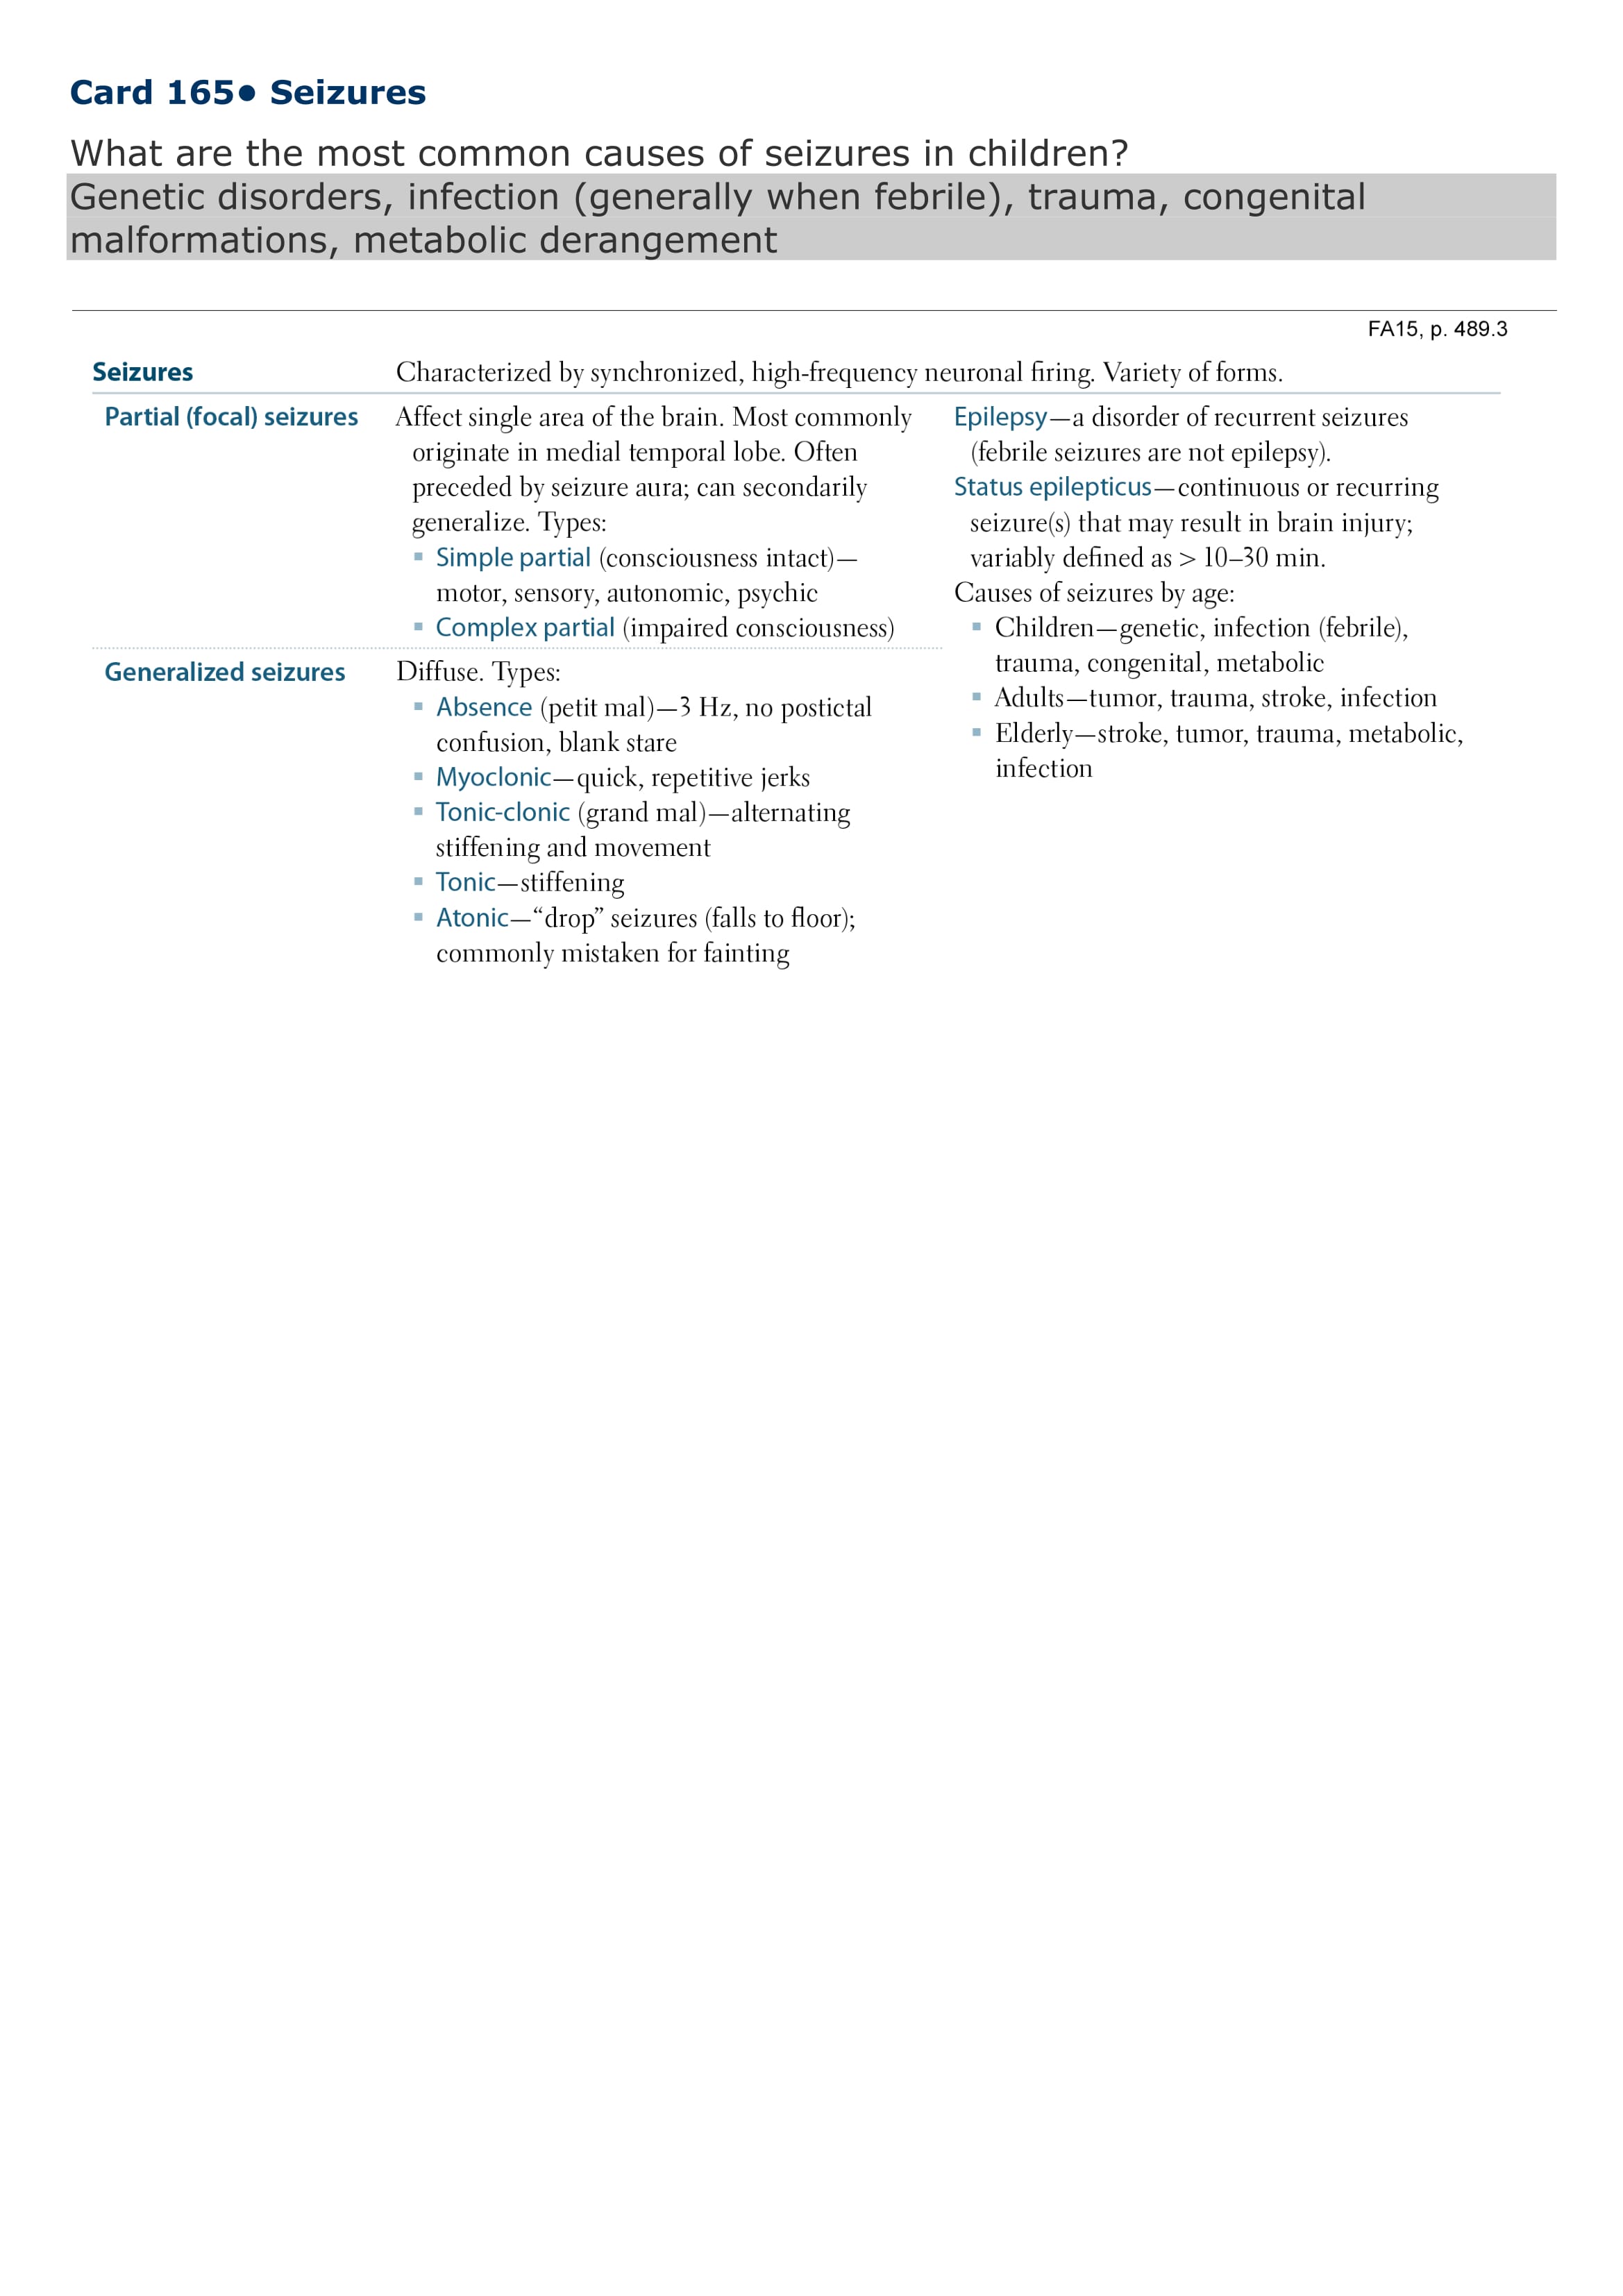 Card 165• Seizures
What are the most common causes of seizures in children?
Genetic disorders, infection (generally when febrile), trauma, congenital
malformations, metabolic derangement
FA15, p. 489.3
Seizures
Characterized by synchronized, high-frequency neuronal firing. Variety of forms.
Partial (focal) seizures
Affect single area of the brain. Most commonly
originate in medial temporal lobe. Often
preceded by seizure aura; can secondarily
generalize. Types:
▪ Simple partial (consciousness intact)—
motor, sensory, autonomic, psychic
▪ Complex partial (impaired consciousness)
Generalized seizures
Diffuse. Types:
▪ Absence (petit mal)—3 Hz, no postictal
confusion, blank stare
▪ Myoclonic—quick, repetitive jerks
▪ Tonic-clonic (grand mal)—alternating
stiffening and movement
▪ Tonic—stiffening
▪ Atonic—“drop” seizures (falls to floor);
commonly mistaken for fainting
Epilepsy—a disorder of recurrent seizures
(febrile seizures are not epilepsy).
Status epilepticus—continuous or recurring
seizure(s) that may result in brain injury;
variably defined as > 10–30 min.
Causes of seizures by age:
▪ Children—genetic, infection (febrile),
trauma, congenital, metabolic
▪ Adults—tumor, trauma, stroke, infection
▪ Elderly—stroke, tumor, trauma, metabolic,
infection